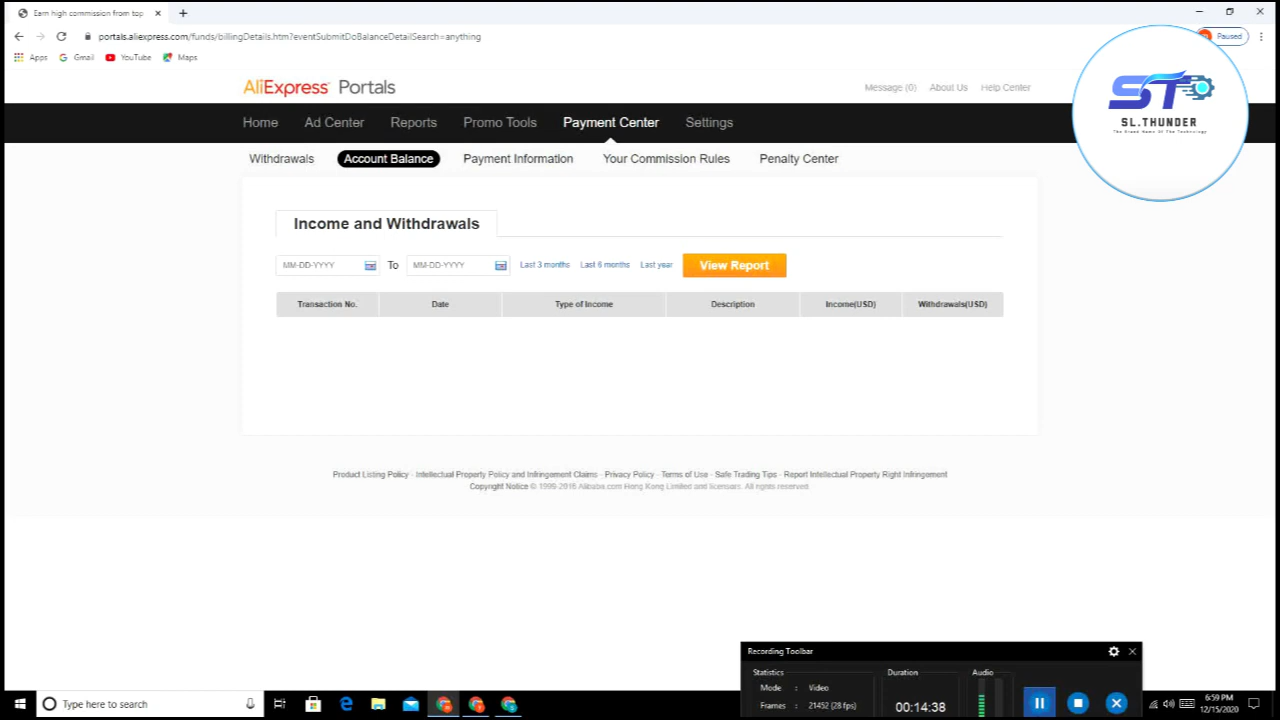 Earn high commission from top
portals.aliexpress.com/funds/billingDetails.htm?eventSubmitDoBalanceDetailSearch=anything
Paused
Apps Gmail YouTube Maps
AliExpress Portals
Message (0) About Us Help Center
ST
SL.THUNDER
The Brand Name Of The Technology
Home Ad Center Reports Promo Tools Payment Center Settings
Withdrawals Account Balance Payment Information Your Commission Rules Penalty Center
Income and Withdrawals
MM-DD-YYYY To MM-DD-YYYY Last 3 months Last 6 months Last year View Report
Transaction No. Date Type of Income Description Income(USD) Withdrawals(USD)
Product Listing Policy - Intellectual Property Policy and Infringement Claims - Privacy Policy - Terms of Use - Safe Trading Tips - Report Intellectual Property Right Infringement
Copyright Notice © 1999-2016 Alibaba.com Hong Kong Limited and licensors. All rights reserved.
Recording Toolbar
Statistics Duration Audio
Mode : Video
Frames : 21452 (28 fps)
00:14:38
Type here to search
6:59 PM
12/15/2020